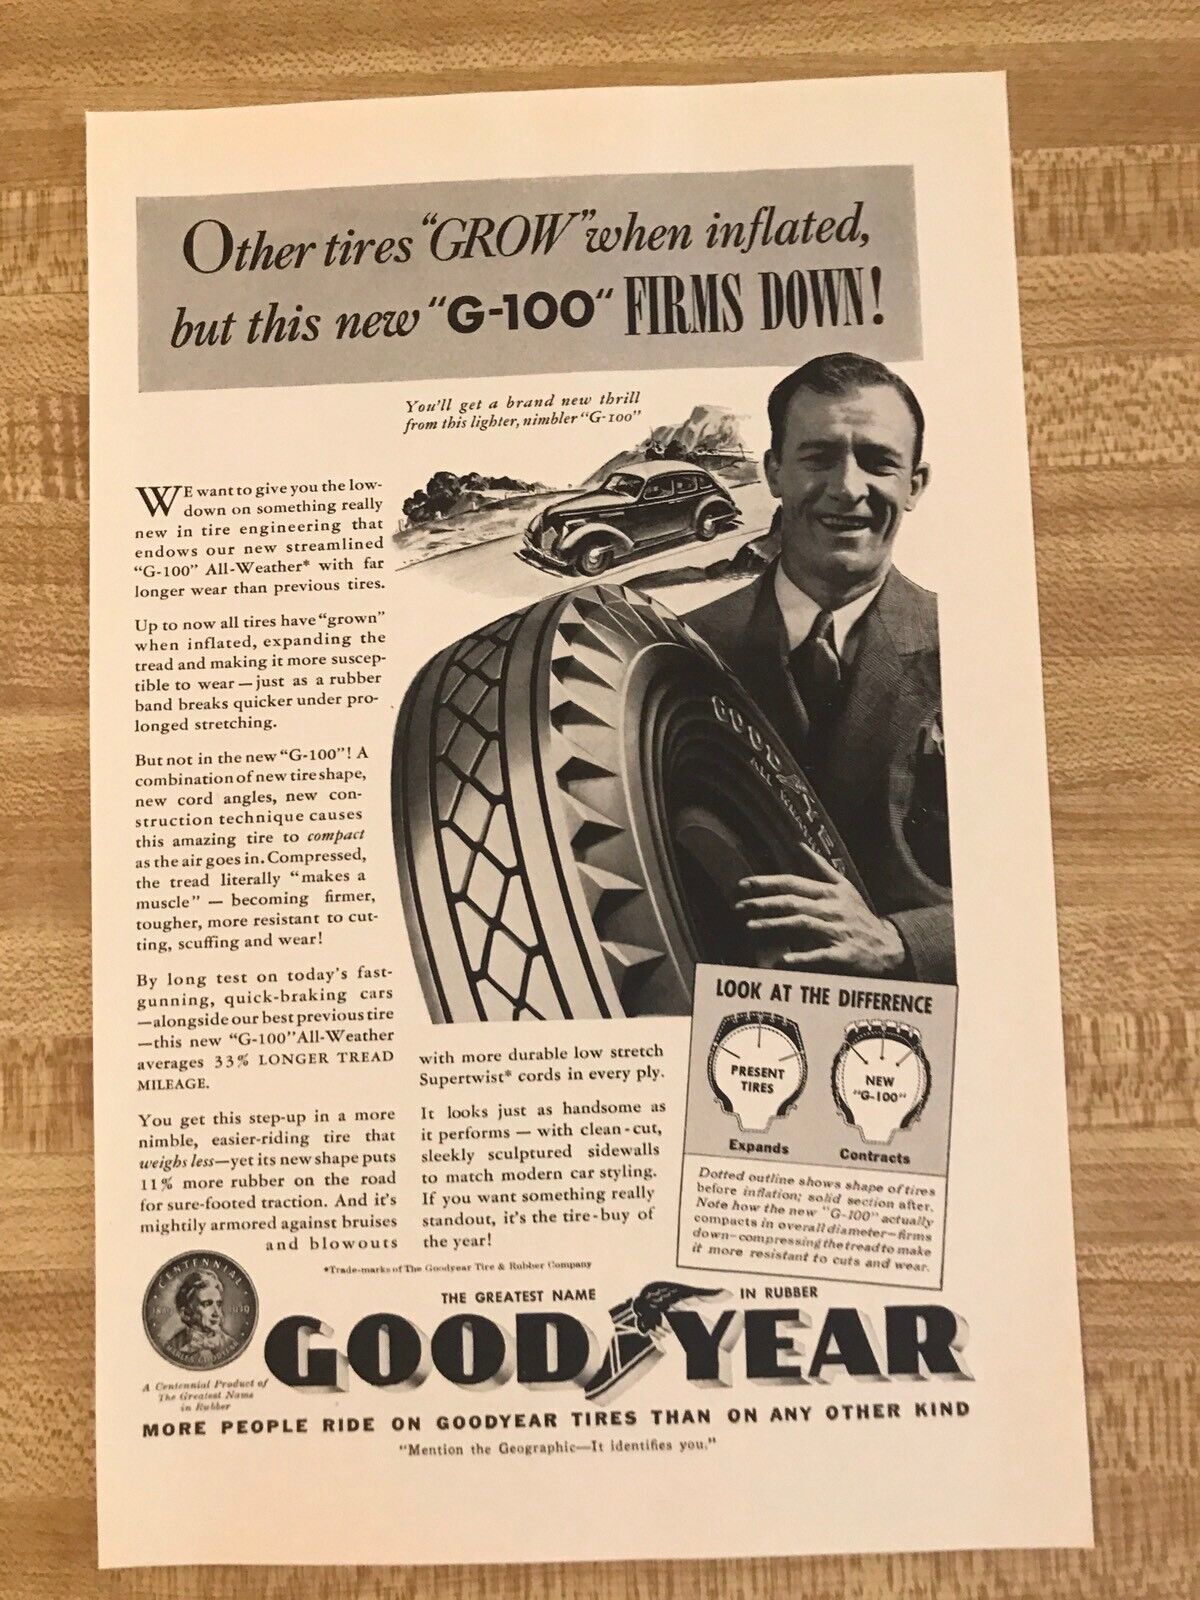 Other tires "GROW" when inflated,
but this new "G-100" FIRMS DOWN!
You'll get a brand new thrill
from this lighter, nimbler "G-100"
WE want to give you the low-
down on something really
new in tire engineering that
endows our new streamlined
"G-100" All-Weather* with far
longer wear than previous tires.
Up to now all tires have "grown"
when inflated, expanding the
tread and making it more suscep-
tible to wear — just as a rubber
band breaks quicker under pro-
longed stretching.
But not in the new "G-100"! A
combination of new tire shape,
new cord angles, new con-
struction technique causes
this amazing tire to compact
as the air goes in. Compressed,
the tread literally "makes a
muscle" — becoming firmer,
tougher, more resistant to cut-
ting, scuffing and wear!
By long test on today's fast-
gunning, quick-braking cars
—alongside our best previous tire
—this new "G-100" All-Weather
averages 33% LONGER TREAD
MILEAGE.
You get this step-up in a more
nimble, easier-riding tire that
weighs less—yet its new shape puts
11% more rubber on the road
for sure-footed traction. And it's
mightily armored against bruises
and blowouts
with more durable low stretch
Supertwist* cords in every ply.
It looks just as handsome as
it performs — with clean-cut,
sleekly sculptured sidewalls
to match modern car styling.
If you want something really
standout, it's the tire-buy of
the year!
*Trade-marks of The Goodyear Tire & Rubber Company
GOODYEAR
ALL
LOOK AT THE DIFFERENCE
PRESENT
TIRES
NEW
"G-100"
Expands
Contracts
Dotted outline shows shape of tires
before inflation; solid section after.
Note how the new "G-100" actually
compacts in overall diameter—firms
down—compressing the tread to make
it more resistant to cuts and wear.
CENTENNIAL
1839 1939
CHARLES GOODYEAR
A Centennial Product of
The Greatest Name
in Rubber
THE GREATEST NAME IN RUBBER
GOOD YEAR
MORE PEOPLE RIDE ON GOODYEAR TIRES THAN ON ANY OTHER KIND
"Mention the Geographic—It identifies you."